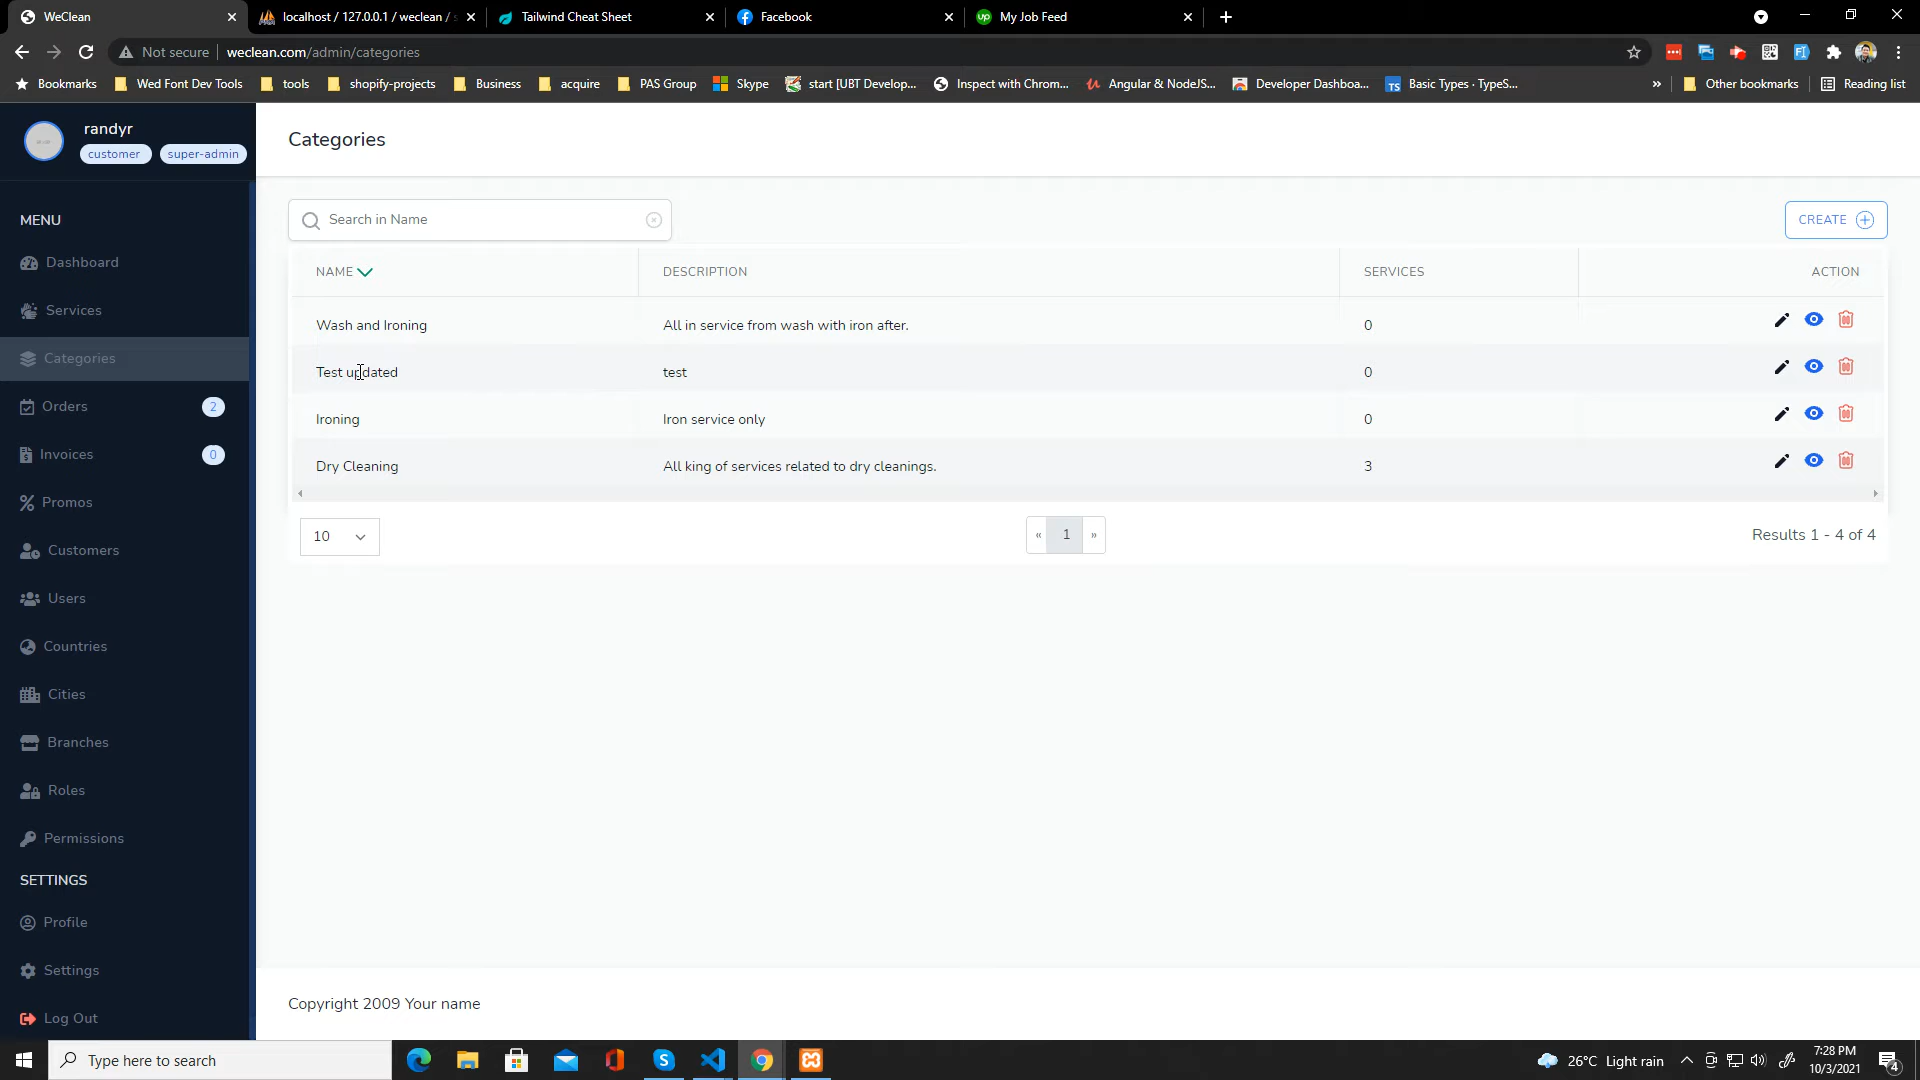 WeClean
localhost / 127.0.0.1 / weclean / s
Tailwind Cheat Sheet
Facebook
My Job Feed
Not secure
weclean.com/admin/categories
Bookmarks
Wed Font Dev Tools
tools
shopify-projects
Business
acquire
PAS Group
Skype
start [UBT Develop...
Inspect with Chrom...
Angular & NodeJS...
Developer Dashboa...
TS
Basic Types · TypeS...
»
Other bookmarks
Reading list
randyr
customer
super-admin
MENU
Dashboard
Services
Categories
Orders 2
Invoices 0
Promos
Customers
Users
Countries
Cities
Branches
Roles
Permissions
SETTINGS
Profile
Settings
Log Out
Categories
Search in Name
CREATE
NAME DESCRIPTION SERVICES ACTION
Wash and Ironing All in service from wash with iron after. 0
Test updated test 0
Ironing Iron service only 0
Dry Cleaning All king of services related to dry cleanings. 3
10
« 1 »
Results 1 - 4 of 4
Copyright 2009 Your name
Type here to search
26°C Light rain
7:28 PM
10/3/2021
4